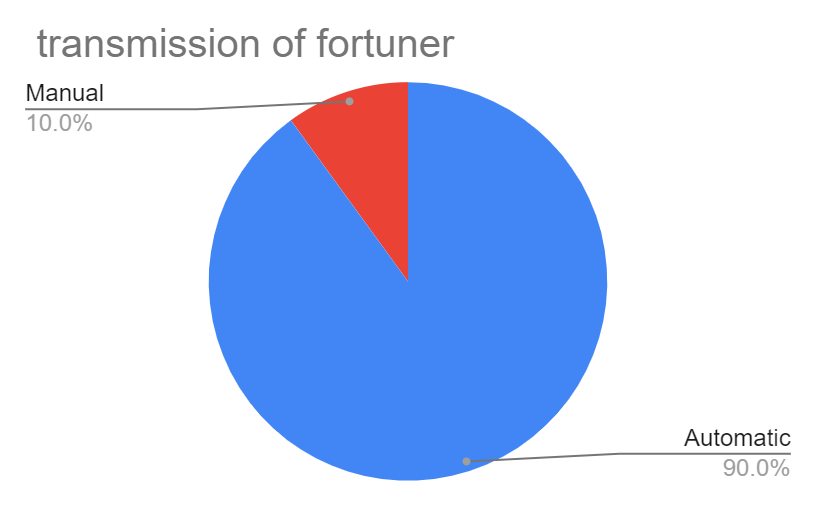 transmission of fortuner
Manual
10.0%
Automatic
90.0%